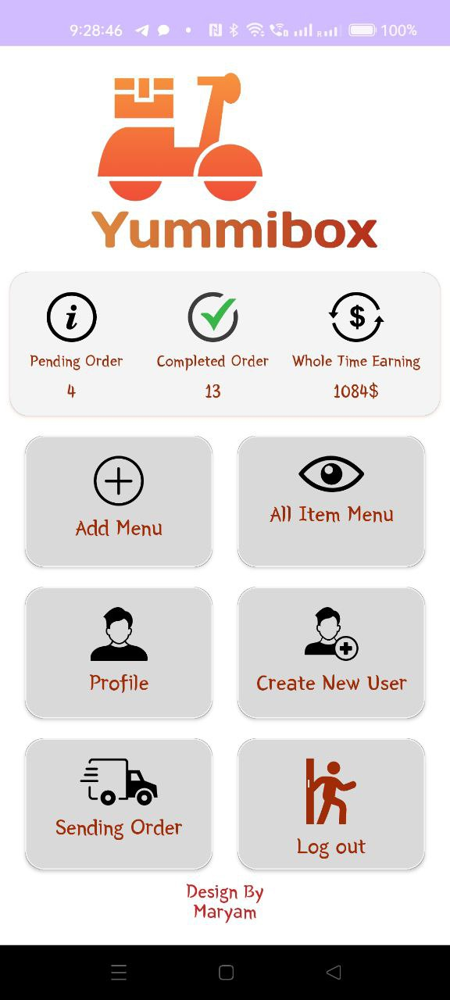 9:28:46 100%
R
Yummibox
Pending Order Completed Order Whole Time Earning
4 13 1084$
Add Menu All Item Menu
Profile Create New User
Sending Order Log out
Design By
Maryam